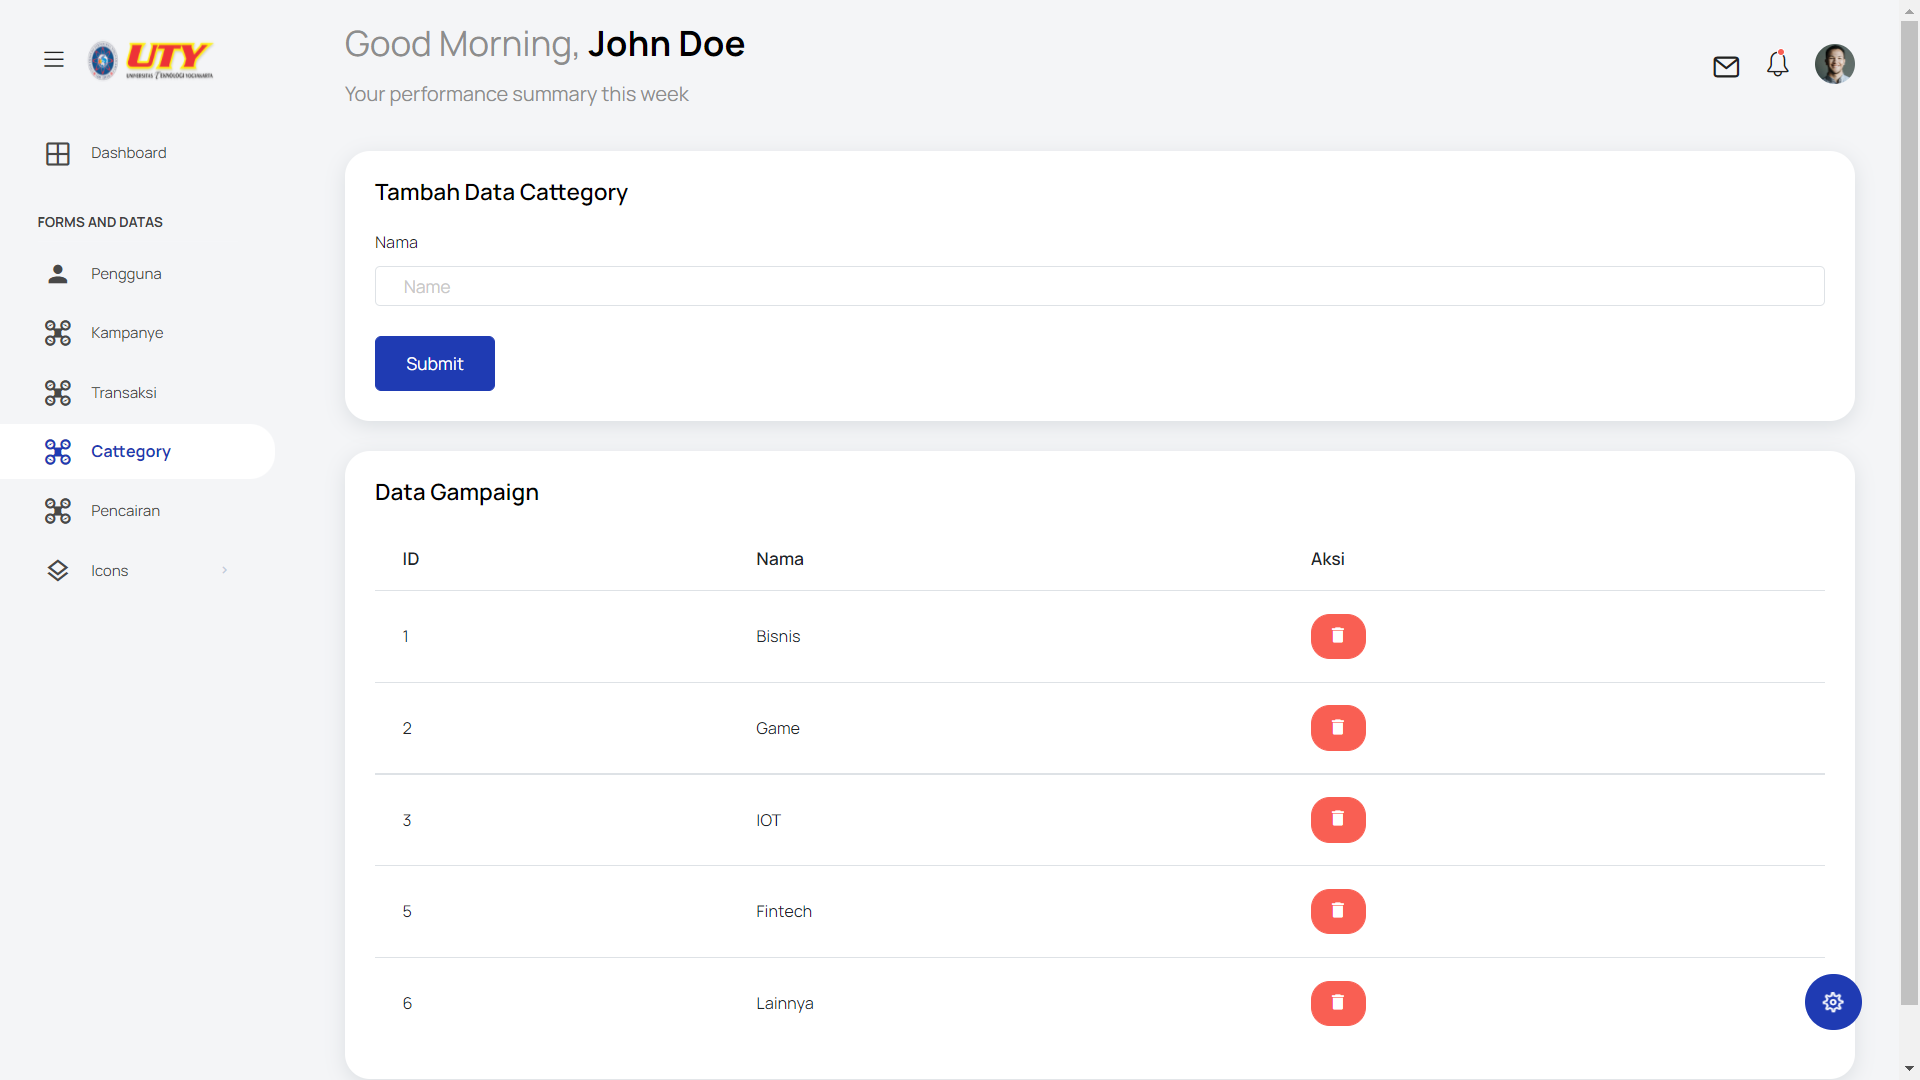 UTY
UNIVERSITAS TEKNOLOGI YOGYAKARTA
Good Morning, John Doe
Your performance summary this week
Dashboard
FORMS AND DATAS
Pengguna
Kampanye
Transaksi
Cattegory
Pencairan
Icons
Tambah Data Cattegory
Nama
Name
Submit
Data Gampaign
ID Nama Aksi
1 Bisnis
2 Game
3 IOT
5 Fintech
6 Lainnya